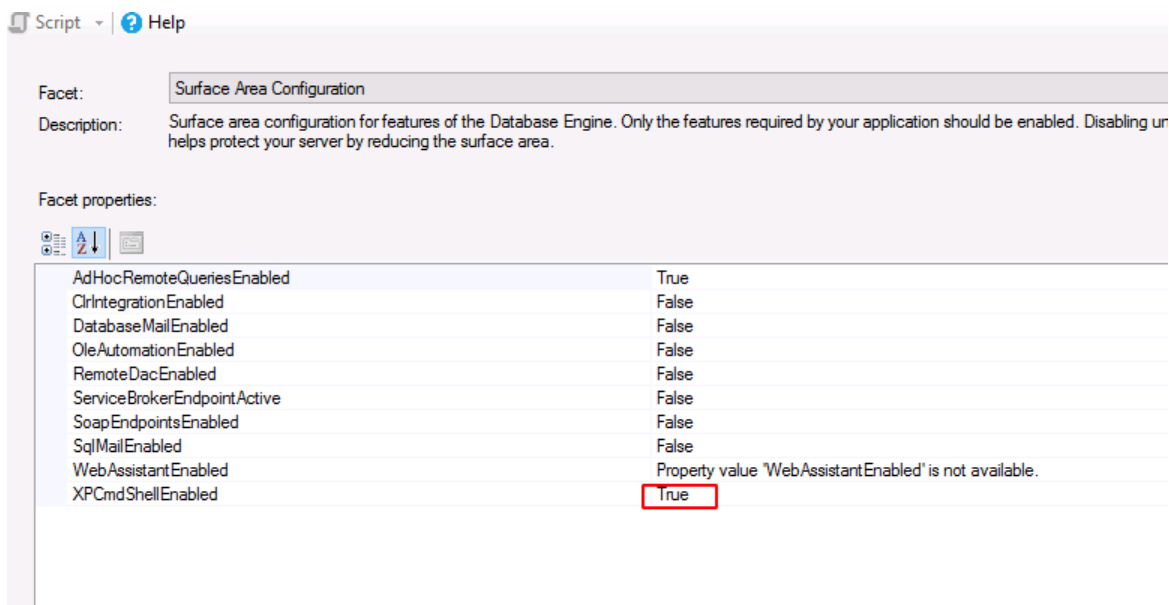 Script Help
Facet: Surface Area Configuration
Description: Surface area configuration for features of the Database Engine. Only the features required by your application should be enabled. Disabling
helps protect your server by reducing the surface area.
Facet properties:
AdHocRemoteQueriesEnabled True
ClrIntegrationEnabled False
DatabaseMailEnabled False
OleAutomationEnabled False
RemoteDacEnabled False
ServiceBrokerEndpointActive False
SoapEndpointsEnabled False
SqlMailEnabled False
WebAssistantEnabled Property value 'WebAssistantEnabled' is not available.
XPCmdShellEnabled True